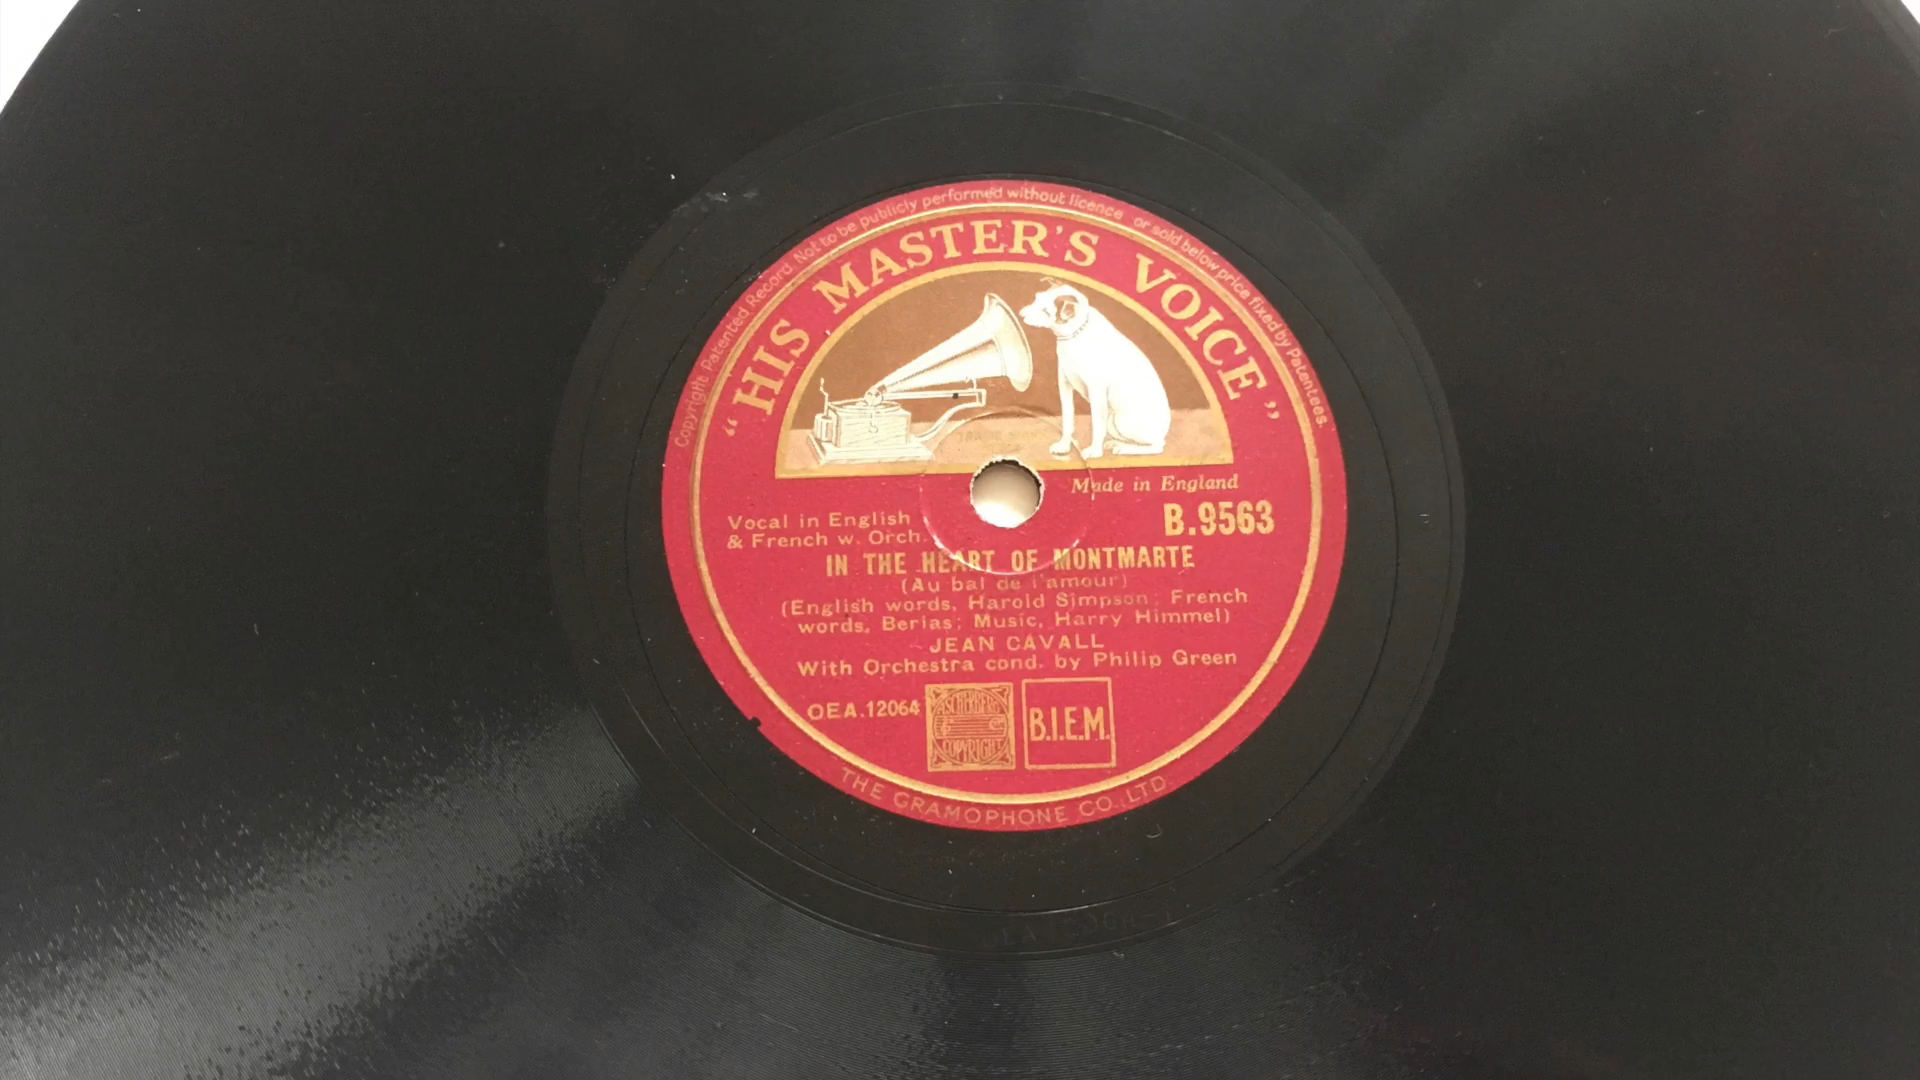 Copyright. Patented Record. Not to be publicly performed without licence or sold below price fixed by Patentees.
"HIS MASTER'S VOICE"
Made in England
B.9563
Vocal in English
& French w. Orch.
IN THE HEART OF MONTMARTE
(Au bal de l'amour)
(English words, Harold Simpson; French
words, Berias; Music, Harry Himmel)
JEAN CAVALL
With Orchestra cond. by Philip Green
OEA.12064
ASCHERBERG
COPYRIGHT
B.I.E.M.
THE GRAMOPHONE CO. LTD.